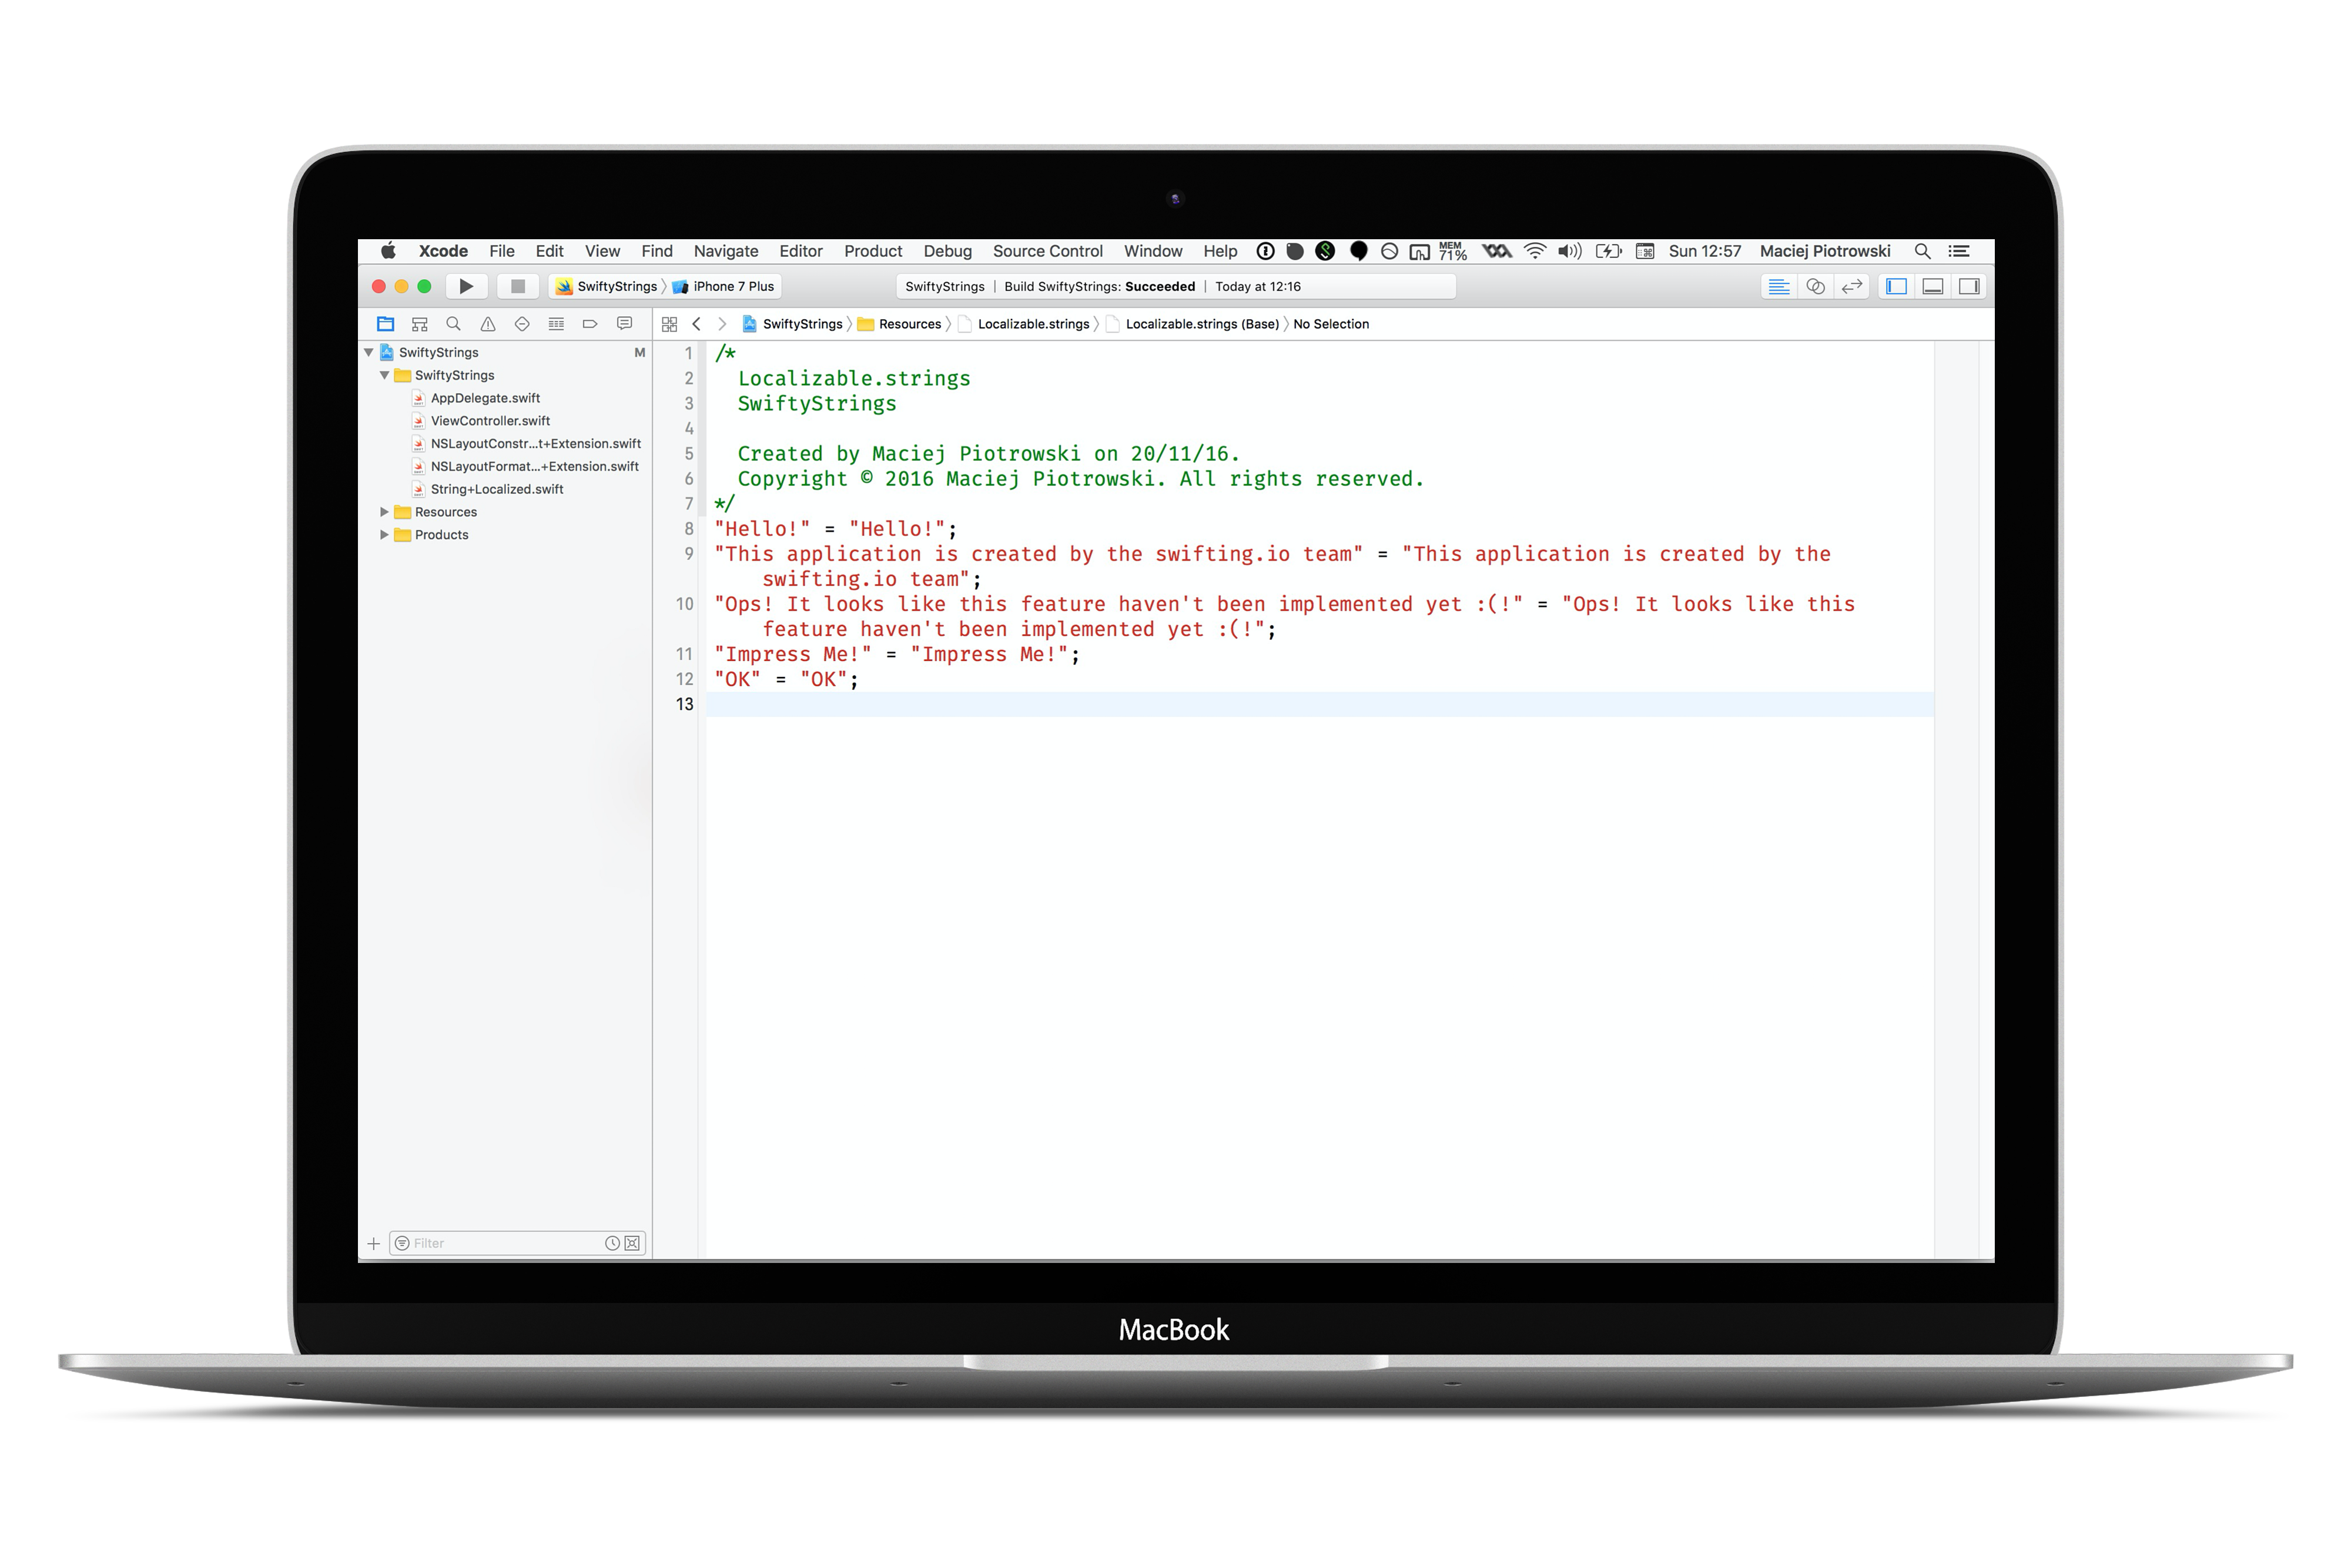 Xcode File Edit View Find Navigate Editor Product Debug Source Control Window Help MEM 71% Sun 12:57 Maciej Piotrowski
SwiftyStrings iPhone 7 Plus SwiftyStrings | Build SwiftyStrings: Succeeded | Today at 12:16
SwiftyStrings Resources Localizable.strings Localizable.strings (Base) No Selection
SwiftyStrings M
SwiftyStrings
AppDelegate.swift
ViewController.swift
NSLayoutConstr...t+Extension.swift
NSLayoutFormat...+Extension.swift
String+Localized.swift
Resources
Products
Filter
1 /*
2 Localizable.strings
3 SwiftyStrings
4
5 Created by Maciej Piotrowski on 20/11/16.
6 Copyright © 2016 Maciej Piotrowski. All rights reserved.
7 */
8 "Hello!" = "Hello!";
9 "This application is created by the swifting.io team" = "This application is created by the
swifting.io team";
10 "Ops! It looks like this feature haven't been implemented yet :(!" = "Ops! It looks like this
feature haven't been implemented yet :(!";
11 "Impress Me!" = "Impress Me!";
12 "OK" = "OK";
13
MacBook